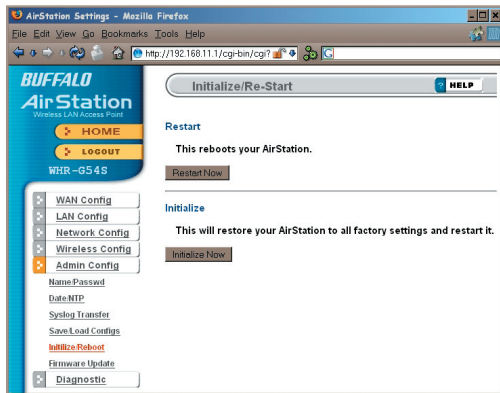 AirStation Settings - Mozilla Firefox
File Edit View Go Bookmarks Tools Help
http://192.168.11.1/cgi-bin/cgi?
BUFFALO
AirStation
Wireless LAN Access Point
HOME
LOGOUT
WHR-G54S
WAN Config
LAN Config
Network Config
Wireless Config
Admin Config
Name/Passwd
Date/NTP
Syslog Transfer
Save/Load Configs
Initilize/Reboot
Firmware Update
Diagnostic
Initialize/Re-Start
? HELP
Restart
This reboots your AirStation.
Restart Now
Initialize
This will restore your AirStation to all factory settings and restart it.
Initialize Now